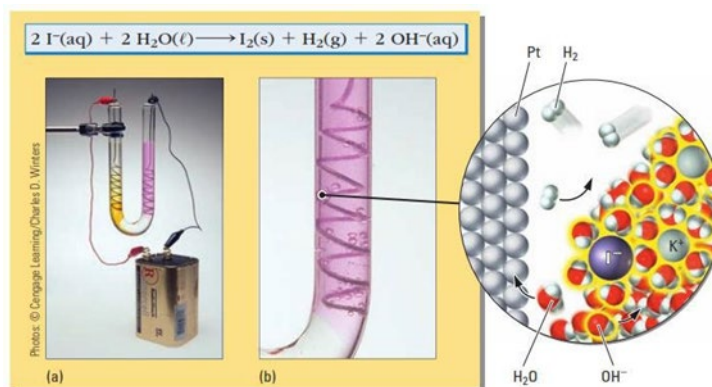 2 I⁻(aq) + 2 H₂O(ℓ) ⟶ I₂(s) + H₂(g) + 2 OH⁻(aq)
Pt
H₂
K⁺
I⁻
H₂O
OH⁻
Photos: © Cengage Learning/Charles D. Winters
(a)
(b)